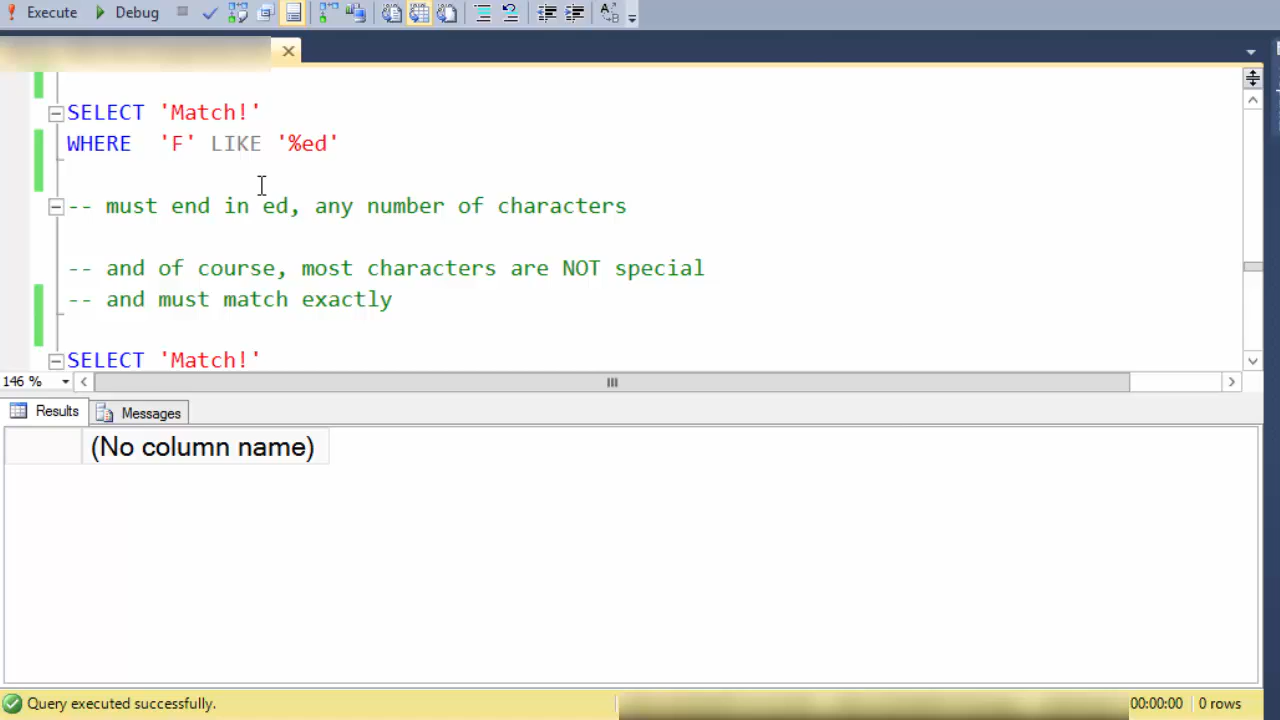 Execute Debug
SELECT 'Match!'
WHERE 'F' LIKE '%ed'
-- must end in ed, any number of characters
-- and of course, most characters are NOT special
-- and must match exactly
SELECT 'Match!'
146 %
Results Messages
(No column name)
Query executed successfully. 00:00:00 0 rows